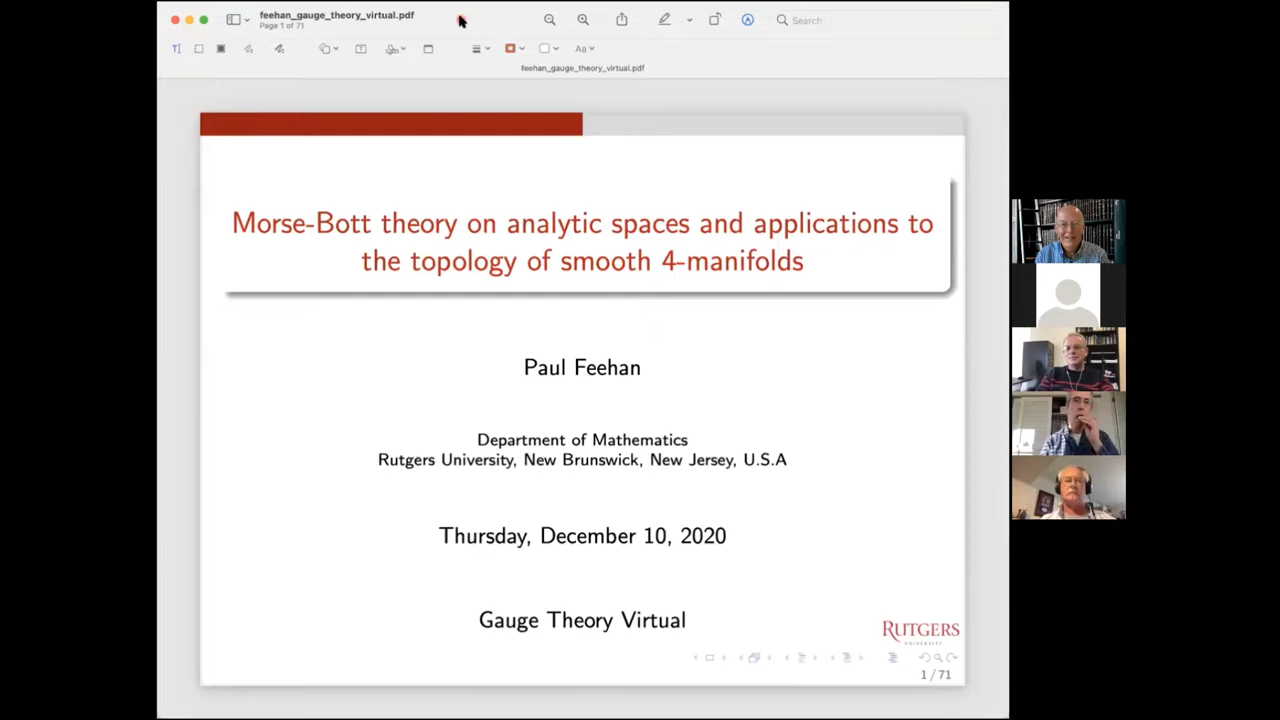 feehan_gauge_theory_virtual.pdf
Page 1 of 71
Search
Aa
feehan_gauge_theory_virtual.pdf
Morse-Bott theory on analytic spaces and applications to
the topology of smooth 4-manifolds
Paul Feehan
Department of Mathematics
Rutgers University, New Brunswick, New Jersey, U.S.A
Thursday, December 10, 2020
Gauge Theory Virtual
RUTGERS
UNIVERSITY
1 / 71